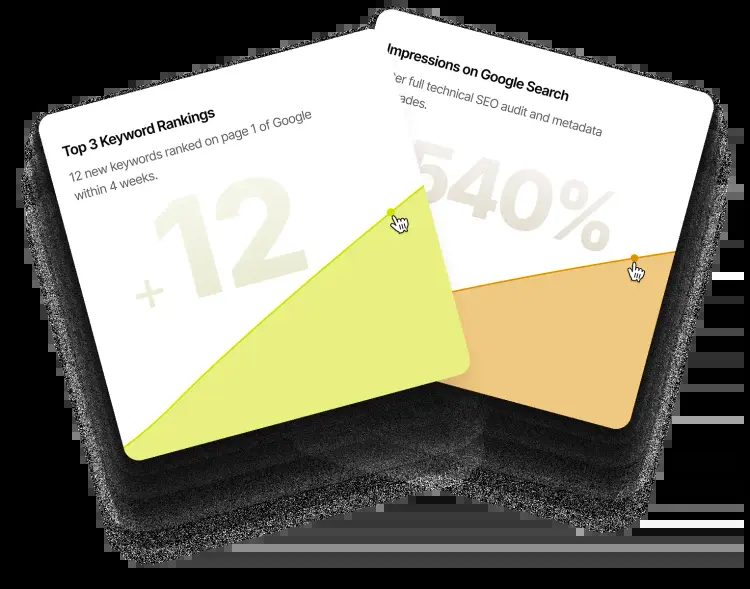 Top 3 Keyword Rankings
12 new keywords ranked on page 1 of Google
within 4 weeks.
+12
Impressions on Google Search
full technical SEO audit and metadata
540%